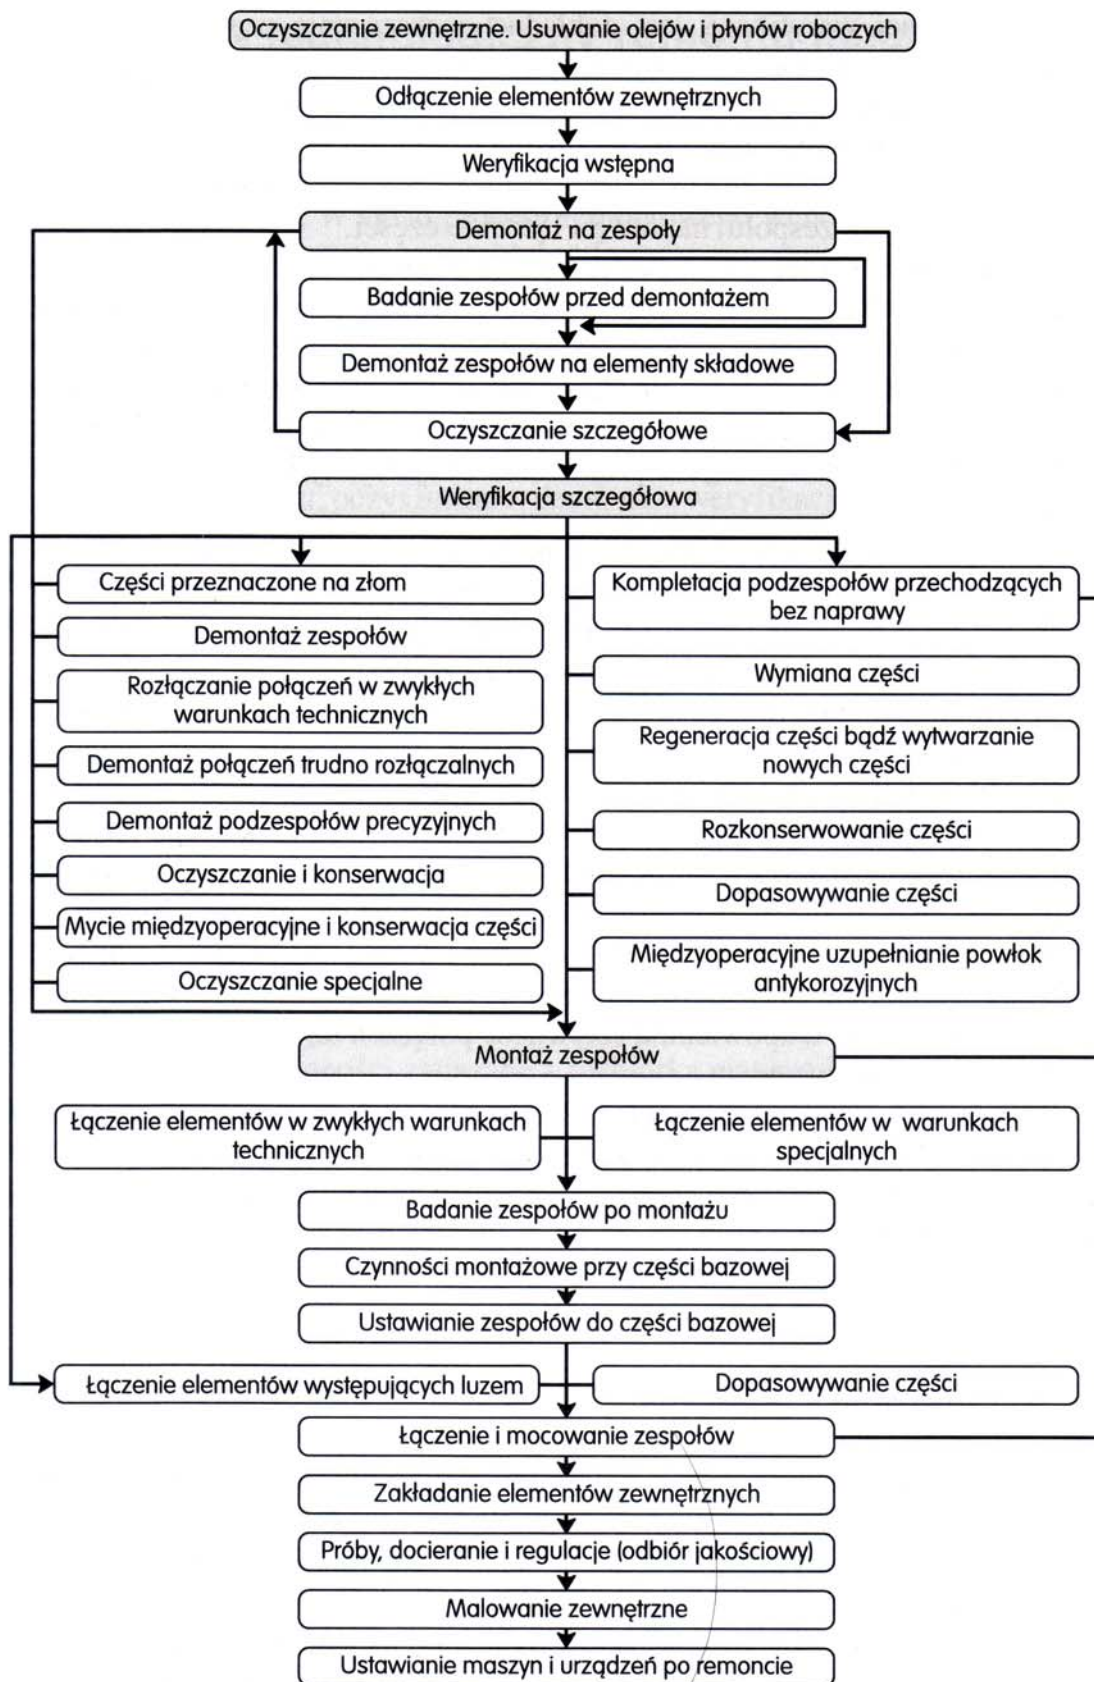 Oczyszczanie zewnętrzne. Usuwanie olejów i płynów roboczych
Odłączenie elementów zewnętrznych
Weryfikacja wstępna
Demontaż na zespoły
Badanie zespołów przed demontażem
Demontaż zespołów na elementy składowe
Oczyszczanie szczegółowe
Weryfikacja szczegółowa
Części przeznaczone na złom
Demontaż zespołów
Rozłączanie połączeń w zwykłych
warunkach technicznych
Demontaż połączeń trudno rozłączalnych
Demontaż podzespołów precyzyjnych
Oczyszczanie i konserwacja
Mycie międzyoperacyjne i konserwacja części
Oczyszczanie specjalne
Kompletacja podzespołów przechodzących
bez naprawy
Wymiana części
Regeneracja części bądź wytwarzanie
nowych części
Rozkonserwowanie części
Dopasowywanie części
Międzyoperacyjne uzupełnianie powłok
antykorozyjnych
Montaż zespołów
Łączenie elementów w zwykłych warunkach
technicznych
Łączenie elementów w warunkach
specjalnych
Badanie zespołów po montażu
Czynności montażowe przy części bazowej
Ustawianie zespołów do części bazowej
Łączenie elementów występujących luzem
Dopasowywanie części
Łączenie i mocowanie zespołów
Zakładanie elementów zewnętrznych
Próby, docieranie i regulacje (odbiór jakościowy)
Malowanie zewnętrzne
Ustawianie maszyn i urządzeń po remoncie